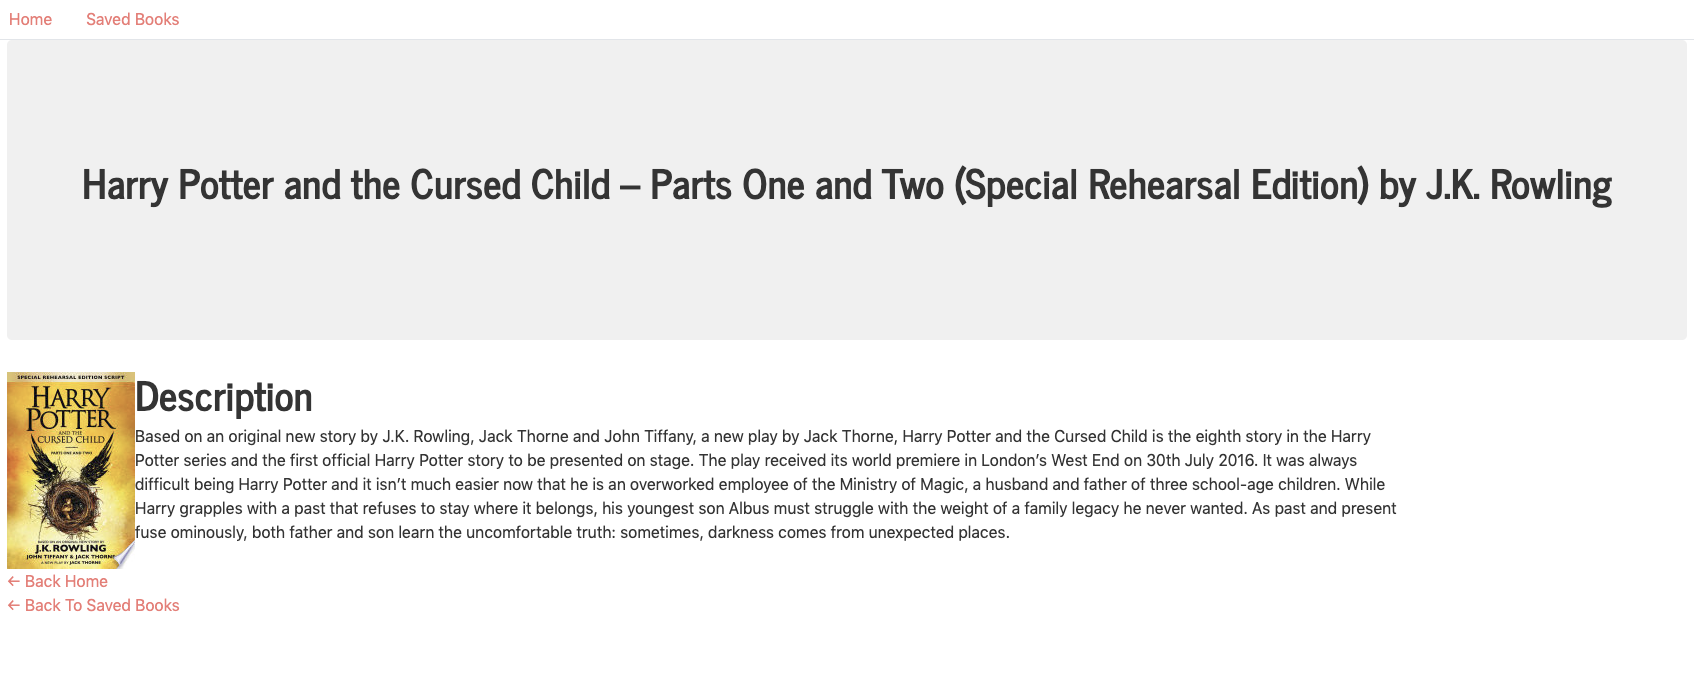 Home Saved Books
Harry Potter and the Cursed Child – Parts One and Two (Special Rehearsal Edition) by J.K. Rowling
SPECIAL REHEARSAL EDITION SCRIPT
HARRY
POTTER
AND THE
CURSED CHILD
PARTS ONE AND TWO
BASED ON AN ORIGINAL NEW STORY BY
J.K. ROWLING
JOHN TIFFANY & JACK THORNE
A NEW PLAY BY JACK THORNE
Description
Based on an original new story by J.K. Rowling, Jack Thorne and John Tiffany, a new play by Jack Thorne, Harry Potter and the Cursed Child is the eighth story in the Harry
Potter series and the first official Harry Potter story to be presented on stage. The play received its world premiere in London’s West End on 30th July 2016. It was always
difficult being Harry Potter and it isn’t much easier now that he is an overworked employee of the Ministry of Magic, a husband and father of three school-age children. While
Harry grapples with a past that refuses to stay where it belongs, his youngest son Albus must struggle with the weight of a family legacy he never wanted. As past and present
fuse ominously, both father and son learn the uncomfortable truth: sometimes, darkness comes from unexpected places.
← Back Home
← Back To Saved Books